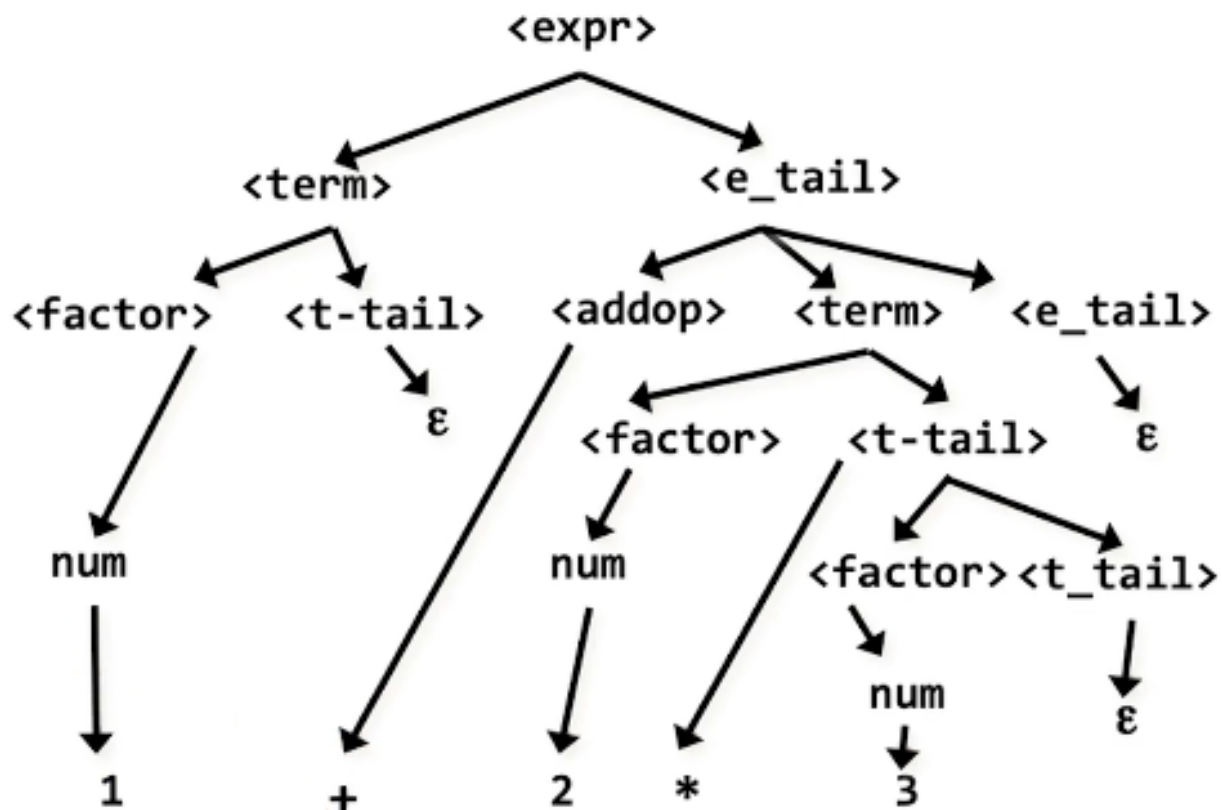 <expr>
<term> <e_tail>
<factor> <t-tail> <addop> <term> <e_tail>
ε <factor> <t-tail> ε
num num <factor> <t_tail>
num ε
1 + 2 * 3